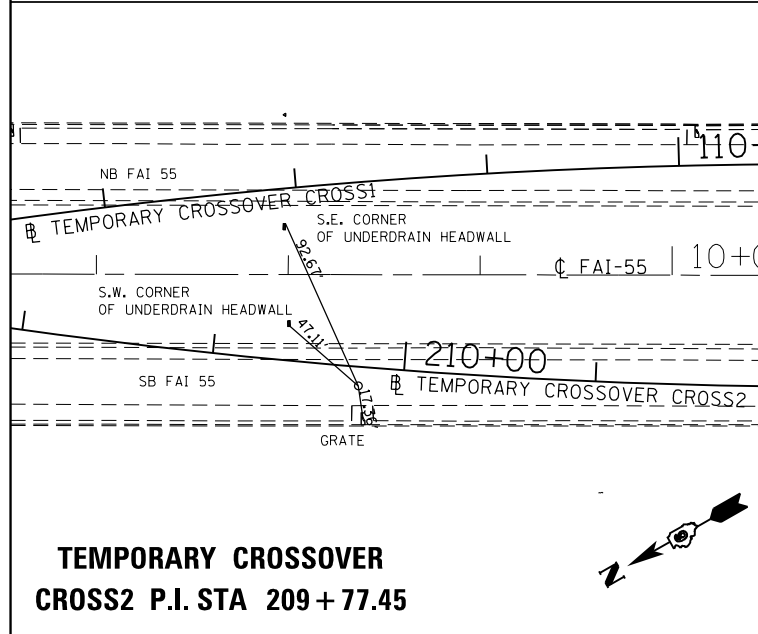 110-
NB FAI 55
℄ TEMPORARY CROSSOVER CROSS1
S.E. CORNER
OF UNDERDRAIN HEADWALL
92.67'
℄ FAI-55
10+0
S.W. CORNER
OF UNDERDRAIN HEADWALL
47.11'
210+00
SB FAI 55
℄ TEMPORARY CROSSOVER CROSS2
GRATE
N
TEMPORARY CROSSOVER
CROSS2 P.I. STA 209+77.45